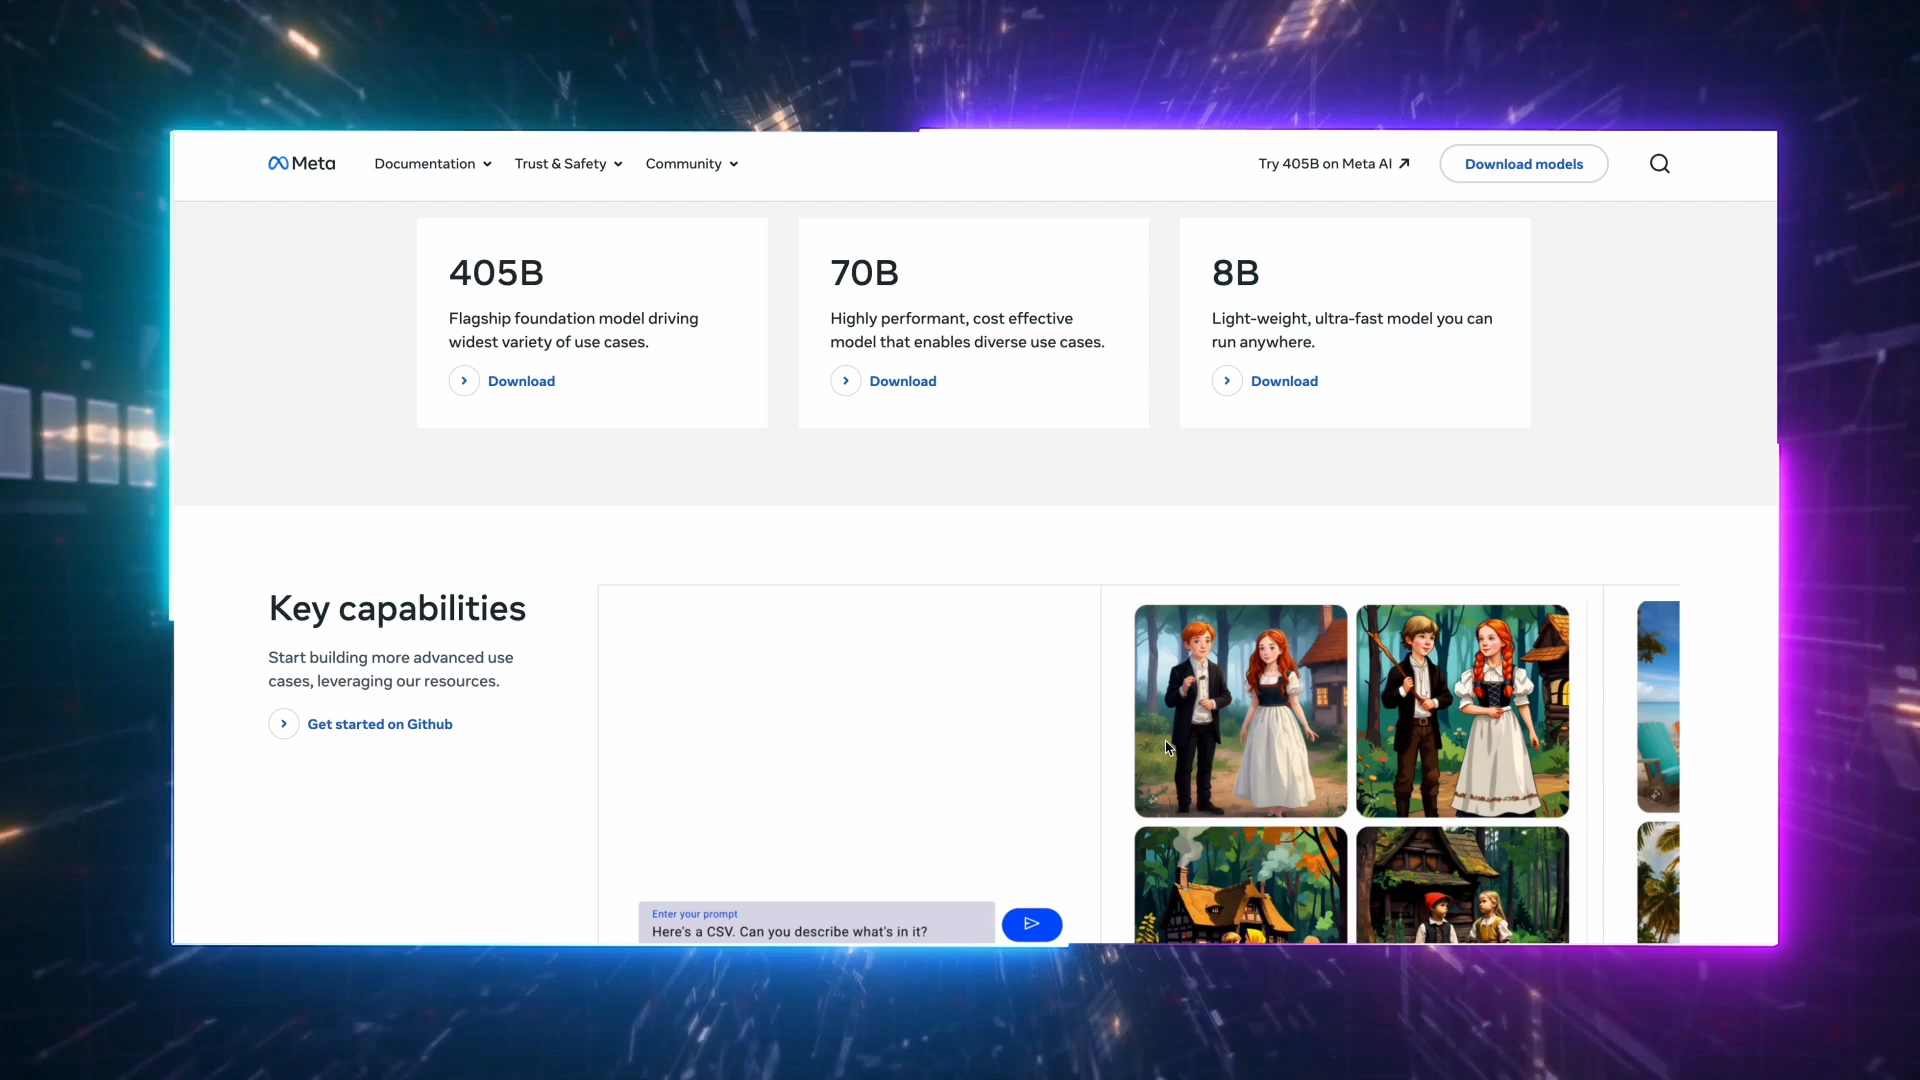 Meta
Documentation
Trust & Safety
Community
Try 405B on Meta AI
Download models
405B
Flagship foundation model driving
widest variety of use cases.
Download
70B
Highly performant, cost effective
model that enables diverse use cases.
Download
8B
Light-weight, ultra-fast model you can
run anywhere.
Download
Key capabilities
Start building more advanced use
cases, leveraging our resources.
Get started on Github
Enter your prompt
Here's a CSV. Can you describe what's in it?